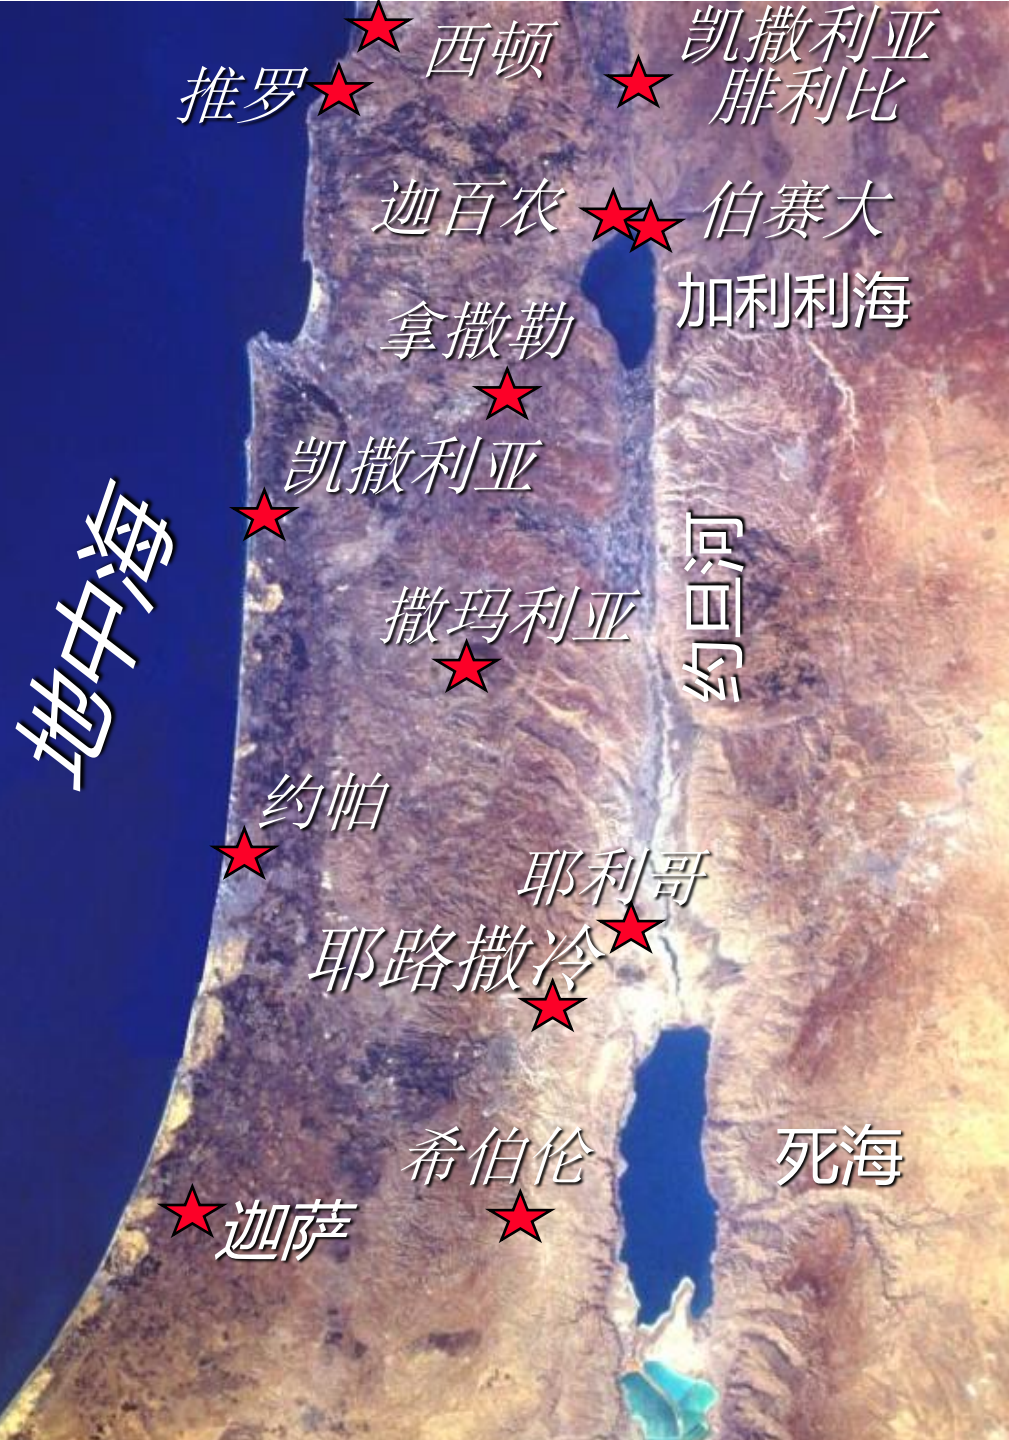 西顿
凯撒利亚
腓利比
推罗
迦百农
伯赛大
加利利海
拿撒勒
凯撒利亚
地中海
约旦河
撒玛利亚
约帕
耶利哥
耶路撒冷
希伯伦
死海
迦萨